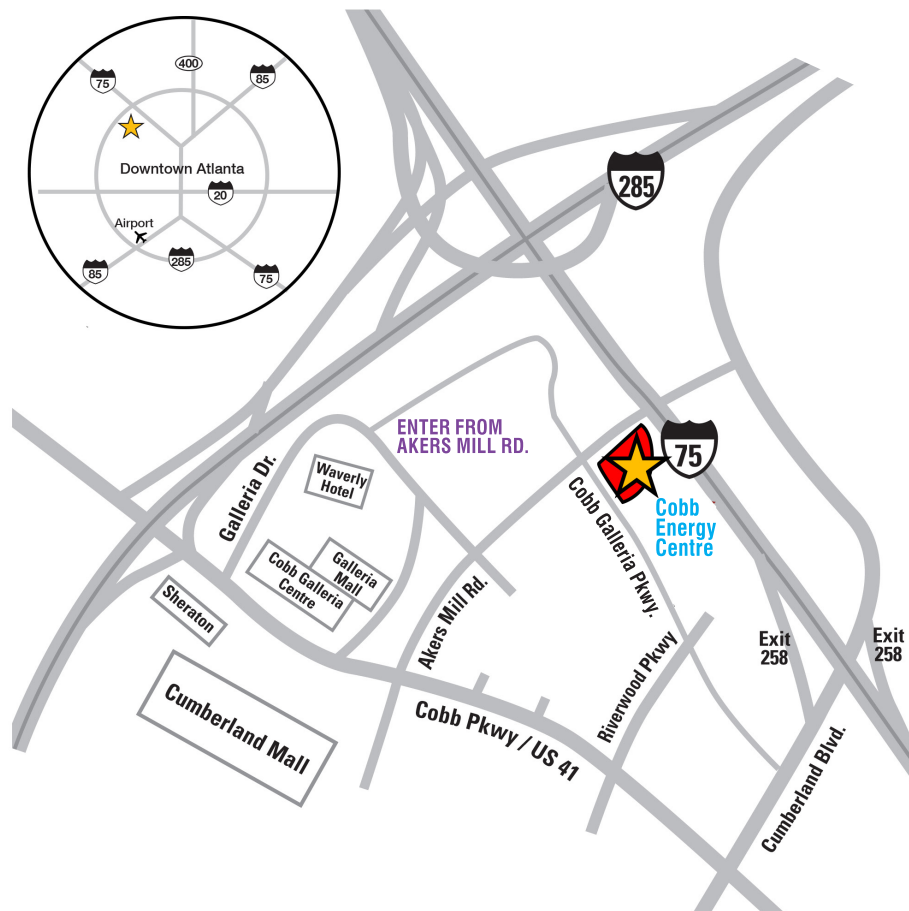 400
75
85
Downtown Atlanta
20
Airport
85
285
75
285
ENTER FROM
AKERS MILL RD.
75
Galleria Dr.
Waverly
Hotel
Cobb
Energy
Centre
Cobb Galleria Pkwy.
Galleria
Mall
Cobb Galleria
Centre
Akers Mill Rd.
Sheraton
Riverwood Pkwy
Exit
258
Exit
258
Cumberland Mall
Cobb Pkwy / US 41
Cumberland Blvd.